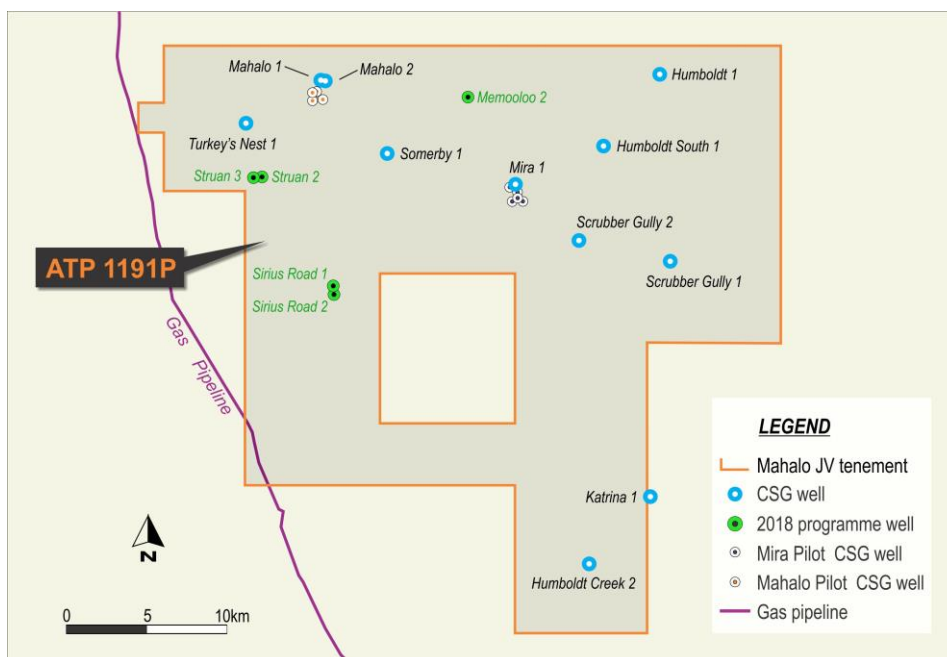 Mahalo 1
Mahalo 2
Humboldt 1
Memooloo 2
Turkey's Nest 1
Somerby 1
Humboldt South 1
Mira 1
Struan 3
Struan 2
Scrubber Gully 2
ATP 1191P
Sirius Road 1
Scrubber Gully 1
Sirius Road 2
Gas Pipeline
LEGEND
Mahalo JV tenement
CSG well
2018 programme well
Mira Pilot CSG well
Mahalo Pilot CSG well
Gas pipeline
Katrina 1
Humboldt Creek 2
N
0 5 10km